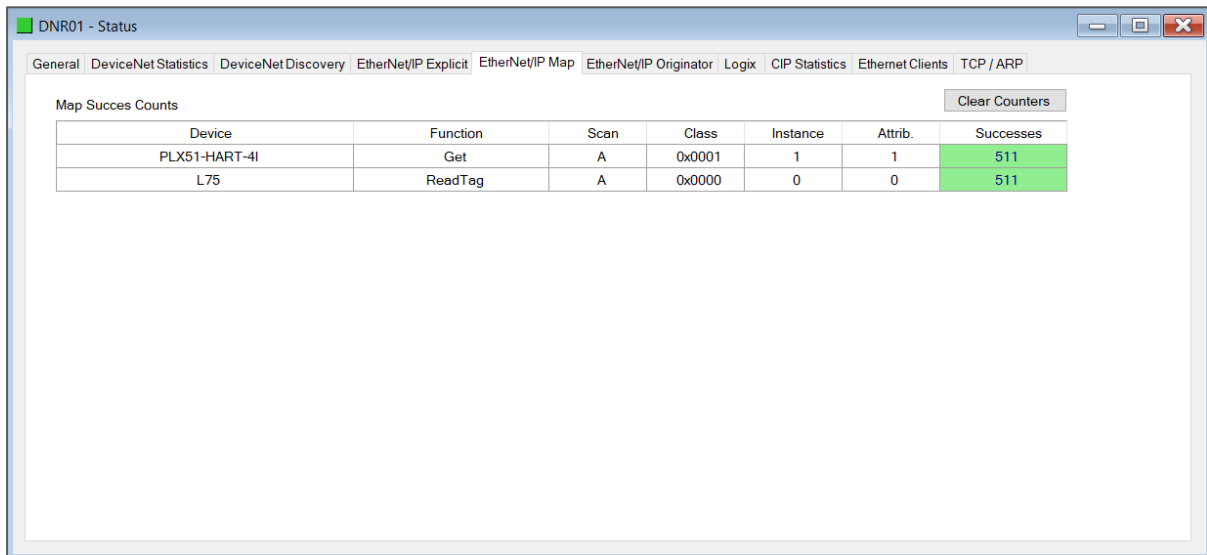 DNR01 - Status
General DeviceNet Statistics DeviceNet Discovery EtherNet/IP Explicit EtherNet/IP Map EtherNet/IP Originator Logix CIP Statistics Ethernet Clients TCP / ARP
Map Succes Counts Clear Counters
Device Function Scan Class Instance Attrib. Successes
PLX51-HART-4I Get A 0x0001 1 1 511
L75 ReadTag A 0x0000 0 0 511